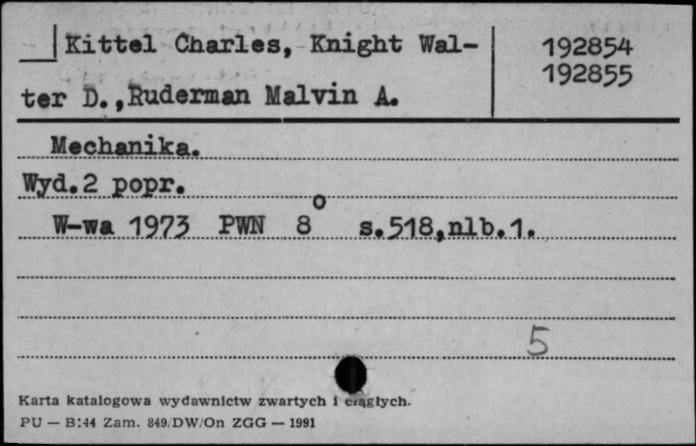 Kittel Charles, Knight Wal-
192854
192855
ter D.,Ruderman Malvin A.
Mechanika.
Wyd.2 popr.
W-wa 1973 PWN 8° s.518,nlb.1.
5
Karta katalogowa wydawnictw zwartych i ciągłych.
PU — B:44 Zam. 849/DW/On ZGG — 1991